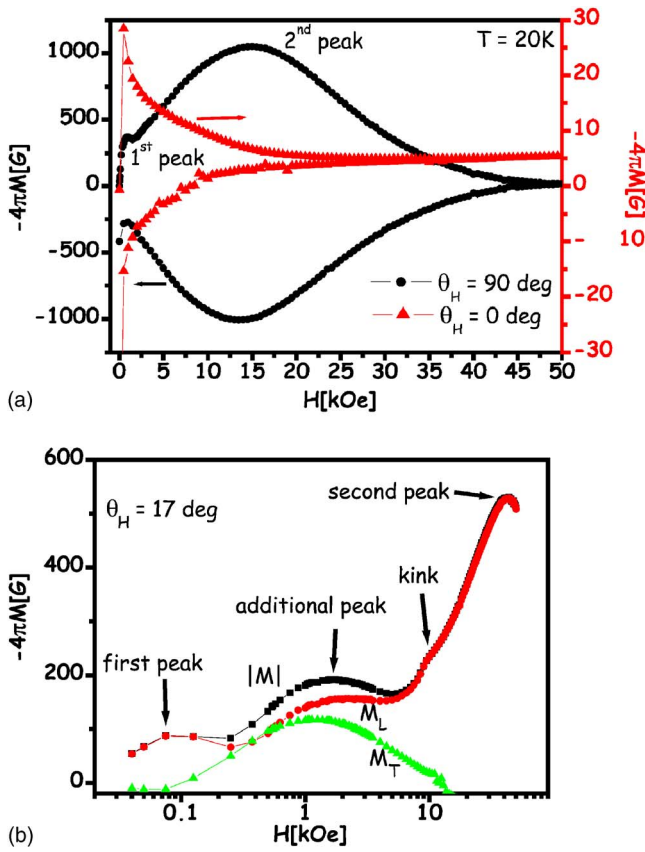 (a)
-4πM[G]
1000
500
0
-500
-1000
1st peak
2nd peak
T = 20K
θH = 90 deg
θH = 0 deg
0 5 10 15 20 25 30 35 40 45 50
H[kOe]
30
20
10
0
-10
-20
-30
-4πM[G]
10
(b)
-4πM[G]
600
400
200
0
θH = 17 deg
first peak
|M|
additional peak
ML
MT
kink
second peak
0.1 1 10
H[kOe]